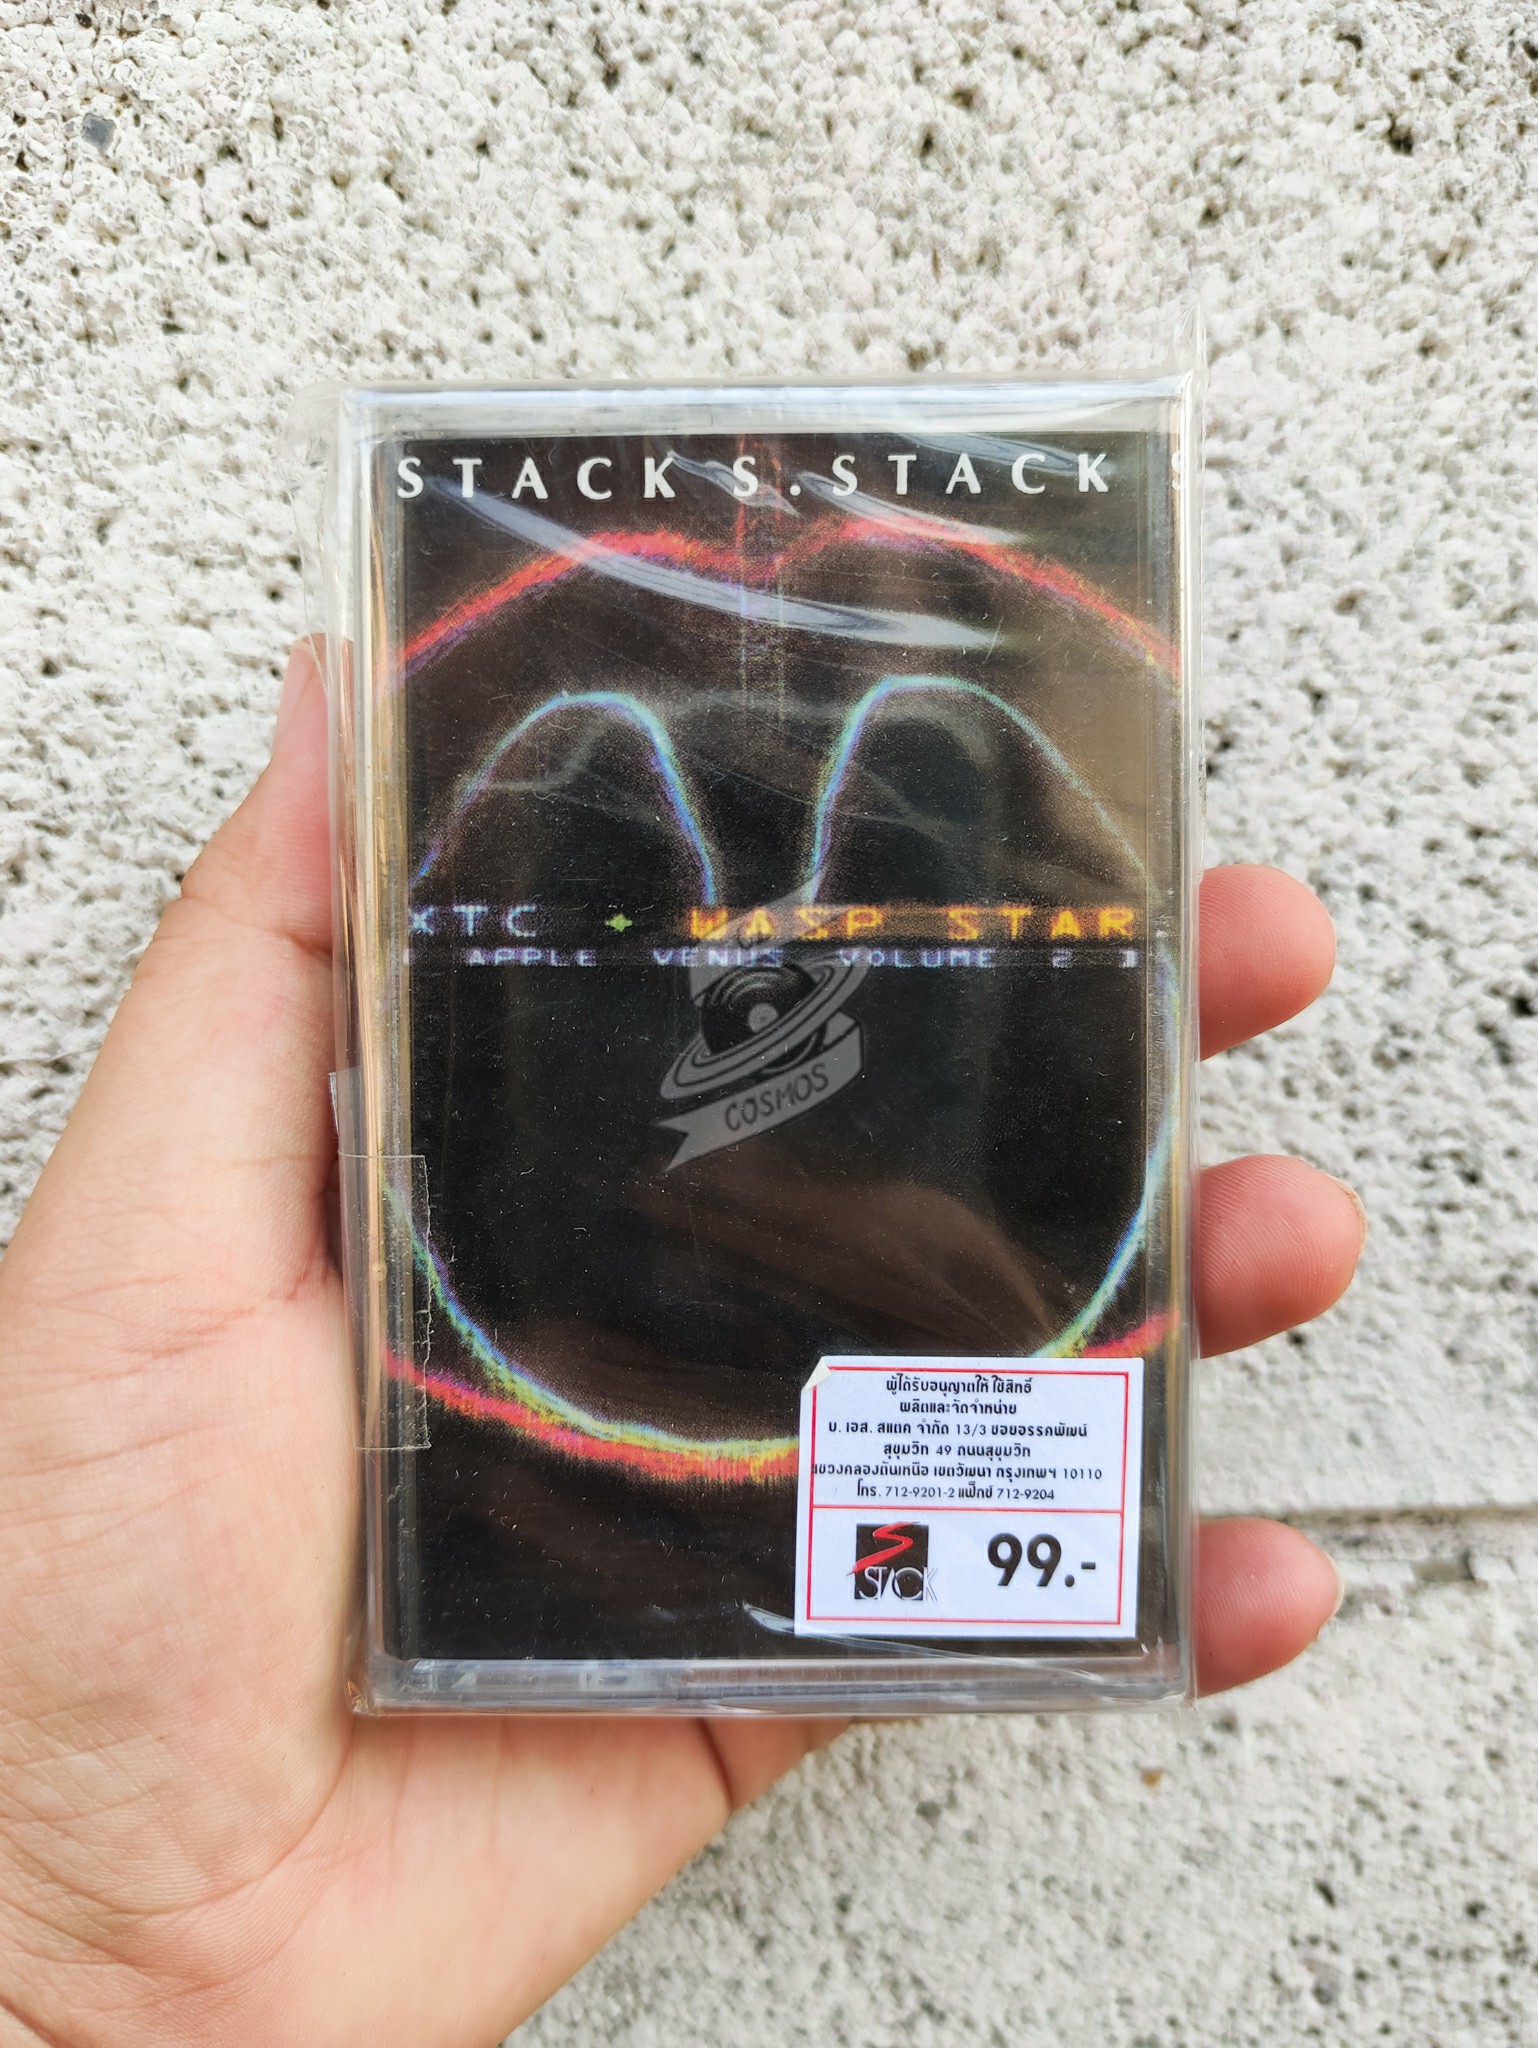 STACK S.STACK S
XTC + WASP STAR
( APPLE VENUS VOLUME 2 )
COSMOS
ผู้ได้รับอนุญาตให้ ใช้สิทธิ์
ผลิตและจัดจำหน่าย
บ. เอส. สแตค จำกัด 13/3 ซอยอรรคพัฒน์
สุขุมวิท 49 ถนนสุขุมวิท
แขวงคลองตันเหนือ เขตวัฒนา กรุงเทพฯ 10110
โทร. 712-9201-2 แฟ็กซ์ 712-9204
S STACK 99.-